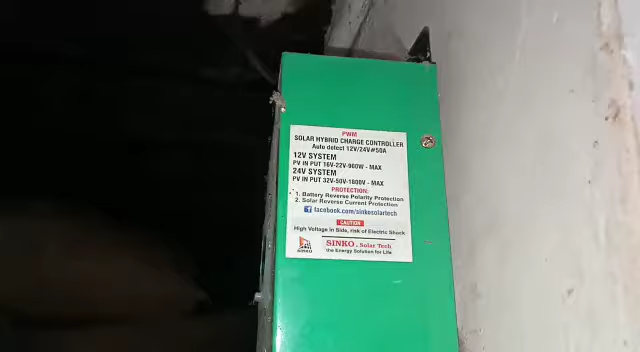 PWM
SOLAR HYBRID CHARGE CONTROLLER
Auto detect 12V/24V#50A
12V SYSTEM
PV IN PUT 16V-22V-900W - MAX
24V SYSTEM
PV IN PUT 32V-50V-1800V - MAX
PROTECTION:
1. Battery Reverse Polarity Protection
2. Solar Reverse Current Protection
facebook.com/sinkosolartech
CAUTION
High Voltage in Side, risk of Electric Shock
SINKO
SINKO . Solar Tech
the Energy Solution for Life